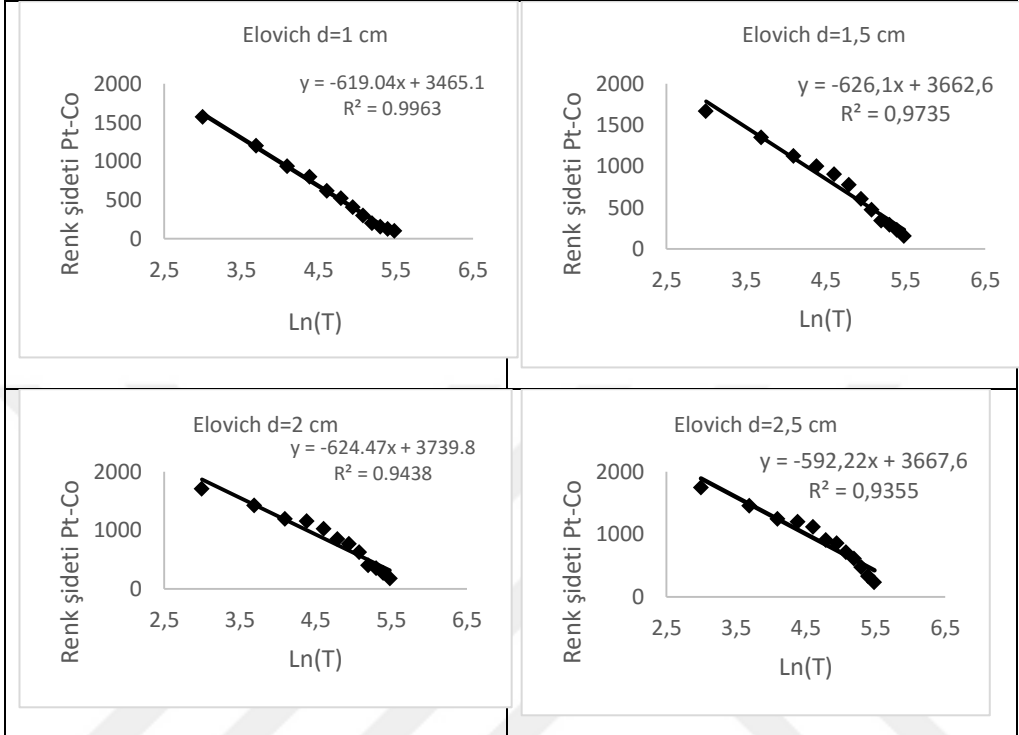 Elovich d=1 cm
y = -619.04x + 3465.1
R² = 0.9963
Renk şideti Pt-Co
2000
1500
1000
500
0
2,5 3,5 4,5 5,5 6,5
Ln(T)
Elovich d=1,5 cm
y = -626,1x + 3662,6
R² = 0,9735
Renk şideti Pt-Co
2000
1500
1000
500
0
2,5 3,5 4,5 5,5 6,5
Ln(T)
Elovich d=2 cm
y = -624.47x + 3739.8
R² = 0.9438
Renk şideti Pt-Co
2000
1000
0
2,5 3,5 4,5 5,5 6,5
Ln(T)
Elovich d=2,5 cm
y = -592,22x + 3667,6
R² = 0,9355
Renk şideti Pt-Co
2000
1000
0
2,5 3,5 4,5 5,5 6,5
Ln(T)